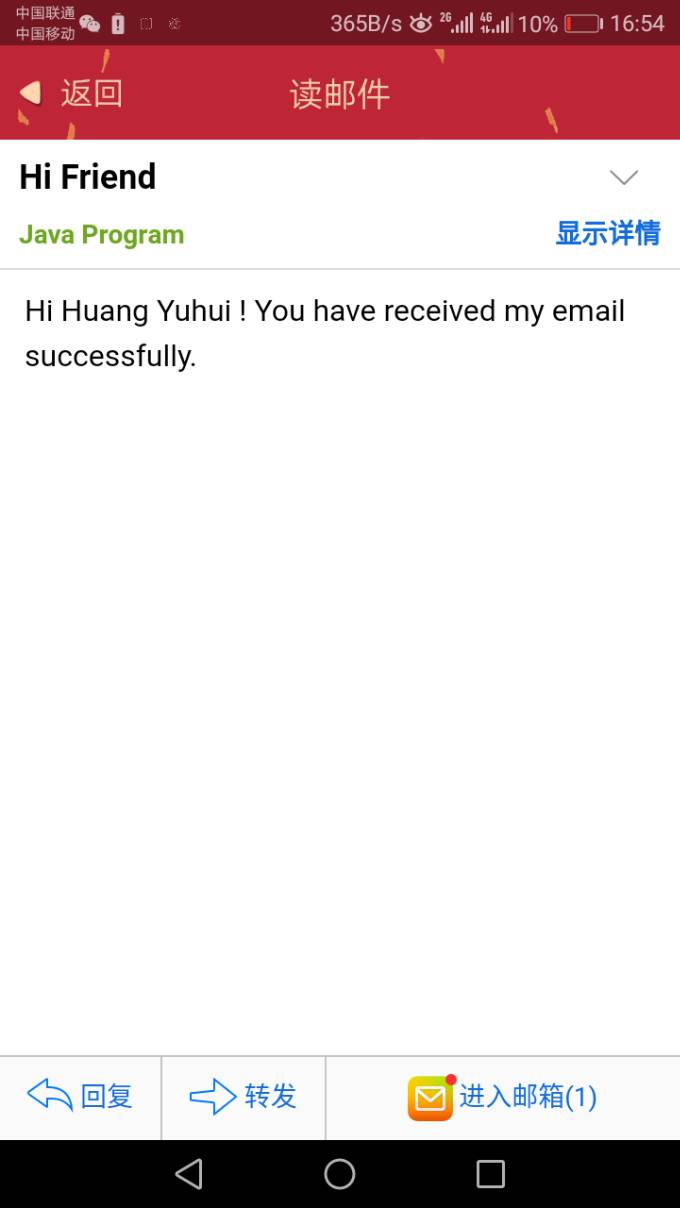 中国联通
中国移动
365B/s 2G 4G 10% 16:54
返回 读邮件
Hi Friend
Java Program 显示详情
Hi Huang Yuhui ! You have received my email
successfully.
回复 转发 进入邮箱(1)